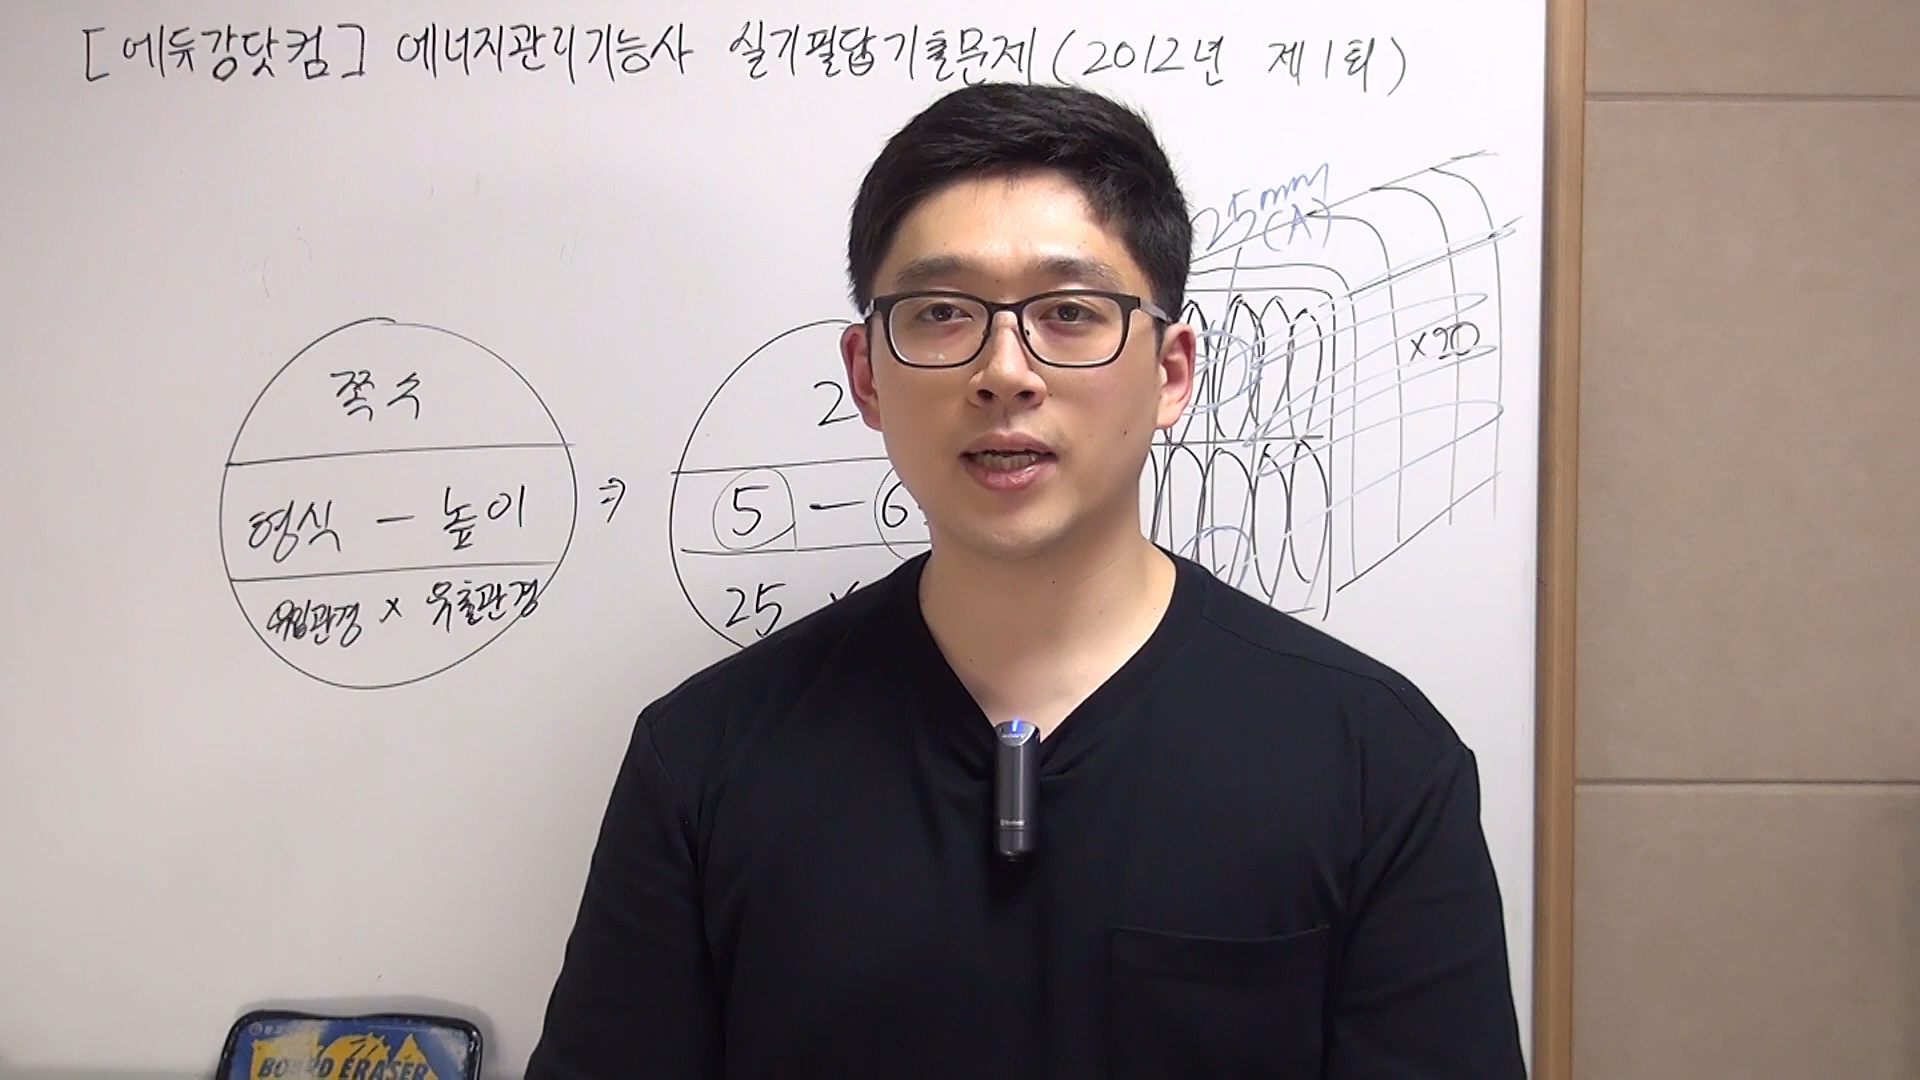 [에듀강닷컴] 에너지관리기능사 실기필답기출문제(2012년 제1회)
쪽수
형식 - 높이
유입관경 × 유출관경
⇒
2
5 - 6
25 ×
25mm
(A)
×20
BOARD ERASER